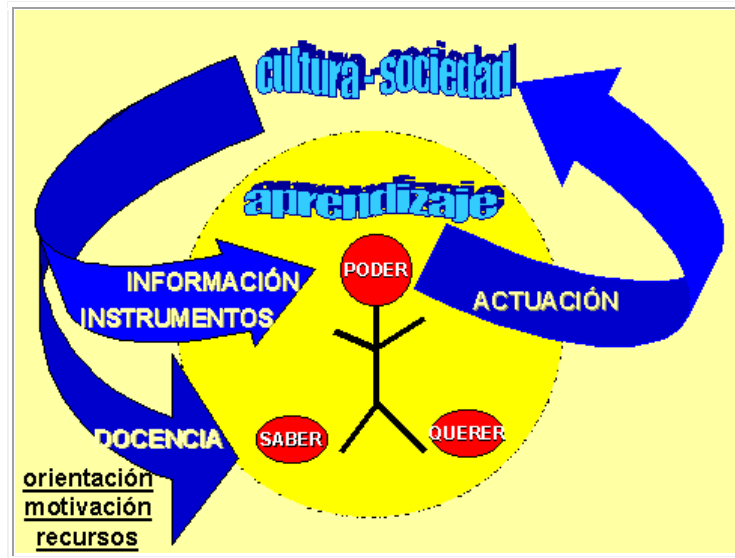 cultura - sociedad
aprendizaje
PODER
INFORMACIÓN
INSTRUMENTOS
ACTUACIÓN
DOCENCIA
SABER
QUERER
orientación
motivación
recursos